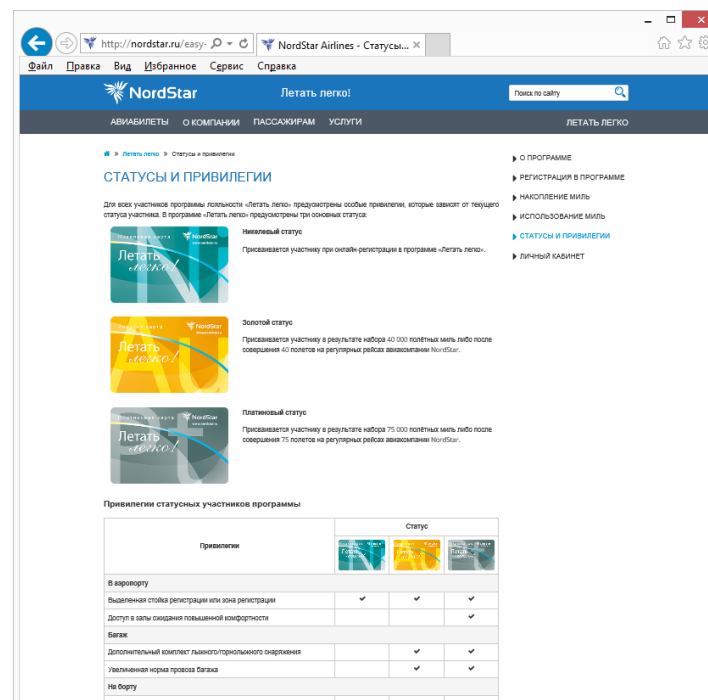 http://nordstar.ru/easy-
NordStar Airlines - Статусы...
Файл Правка Вид Избранное Сервис Справка
NordStar
Летать легко!
Поиск по сайту
АВИАБИЛЕТЫ О КОМПАНИИ ПАССАЖИРАМ УСЛУГИ ЛЕТАТЬ ЛЕГКО
» Летать легко » Статусы и привилегии
СТАТУСЫ И ПРИВИЛЕГИИ
Для всех участников программы лояльности «Летать легко» предусмотрены особые привилегии, которые зависят от текущего
статуса участника. В программе «Летать легко» предусмотрены три основных статуса:
NordStar
Летать
легко!
Ni
Никелевый статус
Присваивается участнику при онлайн-регистрации в программе «Летать легко».
NordStar
Летать
легко!
Au
Золотой статус
Присваивается участнику в результате набора 40 000 полётных миль либо после
совершения 40 полетов на регулярных рейсах авиакомпании NordStar.
NordStar
Летать
легко!
Pt
Платиновый статус
Присваивается участнику в результате набора 75 000 полётных миль либо после
совершения 75 полетов на регулярных рейсах авиакомпании NordStar.
О ПРОГРАММЕ
РЕГИСТРАЦИЯ В ПРОГРАММЕ
НАКОПЛЕНИЕ МИЛЬ
ИСПОЛЬЗОВАНИЕ МИЛЬ
СТАТУСЫ И ПРИВИЛЕГИИ
ЛИЧНЫЙ КАБИНЕТ
Привилегии статусных участников программы
Привилегии
Статус
В аэропорту
Выделенная стойка регистрации или зона регистрации
Доступ в залы ожидания повышенной комфортности
Багаж
Дополнительный комплект лыжного/горнолыжного снаряжения
Увеличенная норма провоза багажа
На борту